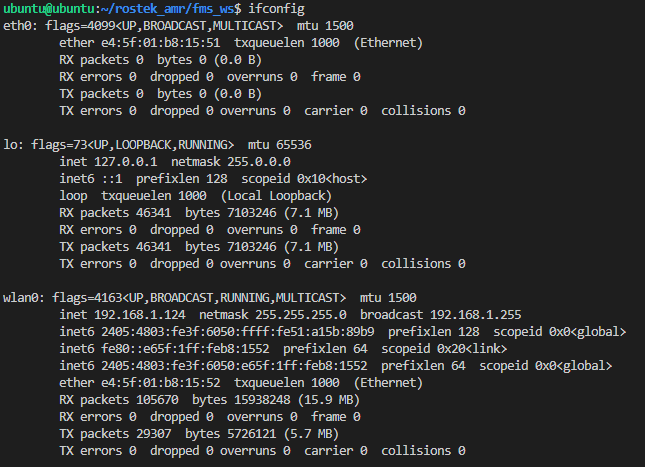 ubuntu@ubuntu:~/rostek_amr/fms_ws$ ifconfig
eth0: flags=4099<UP,BROADCAST,MULTICAST>  mtu 1500
        ether e4:5f:01:b8:15:51  txqueuelen 1000  (Ethernet)
        RX packets 0  bytes 0 (0.0 B)
        RX errors 0  dropped 0  overruns 0  frame 0
        TX packets 0  bytes 0 (0.0 B)
        TX errors 0  dropped 0 overruns 0  carrier 0  collisions 0

lo: flags=73<UP,LOOPBACK,RUNNING>  mtu 65536
        inet 127.0.0.1  netmask 255.0.0.0
        inet6 ::1  prefixlen 128  scopeid 0x10<host>
        loop  txqueuelen 1000  (Local Loopback)
        RX packets 46341  bytes 7103246 (7.1 MB)
        RX errors 0  dropped 0  overruns 0  frame 0
        TX packets 46341  bytes 7103246 (7.1 MB)
        TX errors 0  dropped 0 overruns 0  carrier 0  collisions 0

wlan0: flags=4163<UP,BROADCAST,RUNNING,MULTICAST>  mtu 1500
        inet 192.168.1.124  netmask 255.255.255.0  broadcast 192.168.1.255
        inet6 2405:4803:fe3f:6050:ffff:fe51:a15b:89b9  prefixlen 128  scopeid 0x0<global>
        inet6 fe80::e65f:1ff:feb8:1552  prefixlen 64  scopeid 0x20<link>
        inet6 2405:4803:fe3f:6050:e65f:1ff:feb8:1552  prefixlen 64  scopeid 0x0<global>
        ether e4:5f:01:b8:15:52  txqueuelen 1000  (Ethernet)
        RX packets 105670  bytes 15938248 (15.9 MB)
        RX errors 0  dropped 0  overruns 0  frame 0
        TX packets 29307  bytes 5726121 (5.7 MB)
        TX errors 0  dropped 0 overruns 0  carrier 0  collisions 0